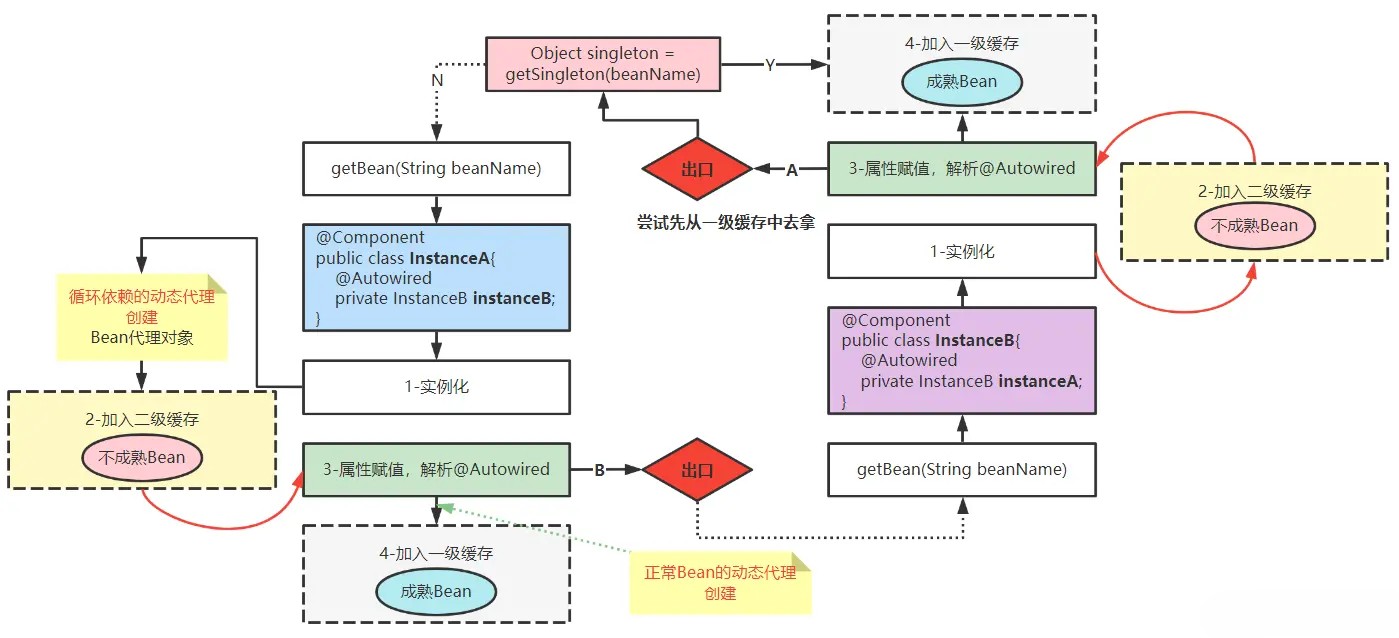 Object singleton =
getSingleton(beanName)
N
Y
4-加入一级缓存
成熟Bean
getBean(String beanName)
出口
A
3-属性赋值，解析@Autowired
尝试先从一级缓存中去拿
2-加入二级缓存
不成熟Bean
@Component
public class InstanceA{
@Autowired
private InstanceB instanceB;
}
1-实例化
循环依赖的动态代理
创建
Bean代理对象
1-实例化
@Component
public class InstanceB{
@Autowired
private InstanceB instanceA;
}
2-加入二级缓存
不成熟Bean
3-属性赋值，解析@Autowired
B
出口
getBean(String beanName)
4-加入一级缓存
成熟Bean
正常Bean的动态代理
创建